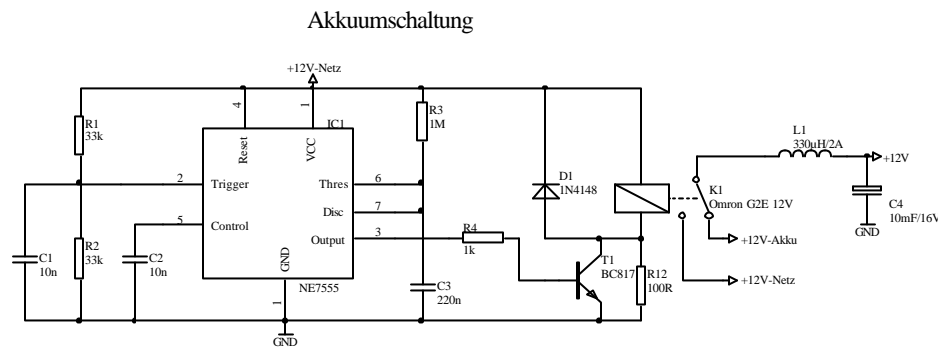 Akkuumschaltung
+12V-Netz
4
1
IC1
R1
33k
Reset
VCC
R3
1M
2
Trigger
Thres
6
Disc
7
5
Control
Output
3
R4
1k
GND
C1
10n
R2
33k
C2
10n
NE7555
1
C3
220n
GND
D1
1N4148
T1
BC817
R12
100R
K1
Omron G2E 12V
L1
330µH/2A
+12V
C4
10mF/16V
GND
+12V-Akku
+12V-Netz